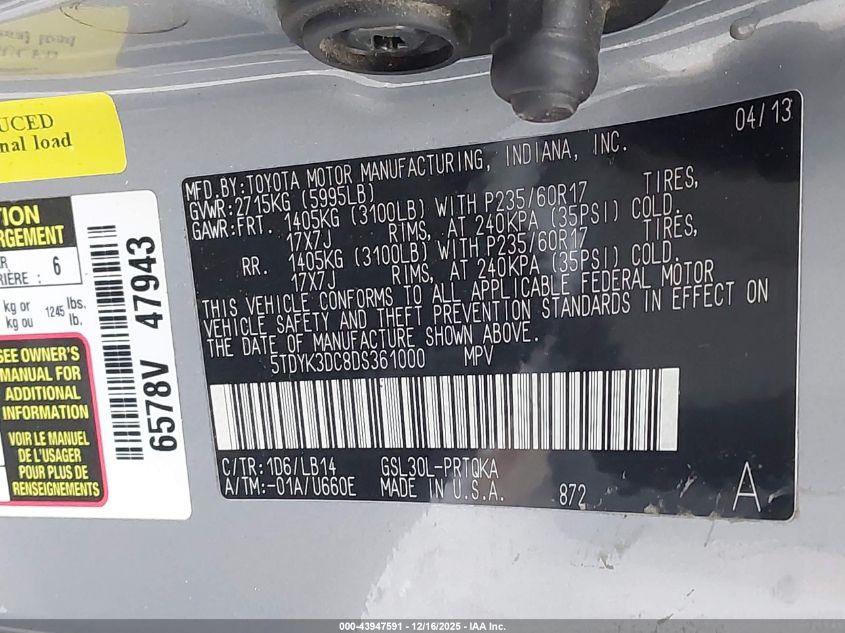 UCED
nal load
TION
RGEMENT
RIÈRE : 6
kg or 1245 lbs.
kg ou lb.
SEE OWNER'S
MANUAL FOR
ADDITIONAL
INFORMATION
VOIR LE MANUEL
DE L'USAGER
POUR PLUS DE
RENSEIGNEMENTS
6578V 47943
04/13
MFD.BY:TOYOTA MOTOR MANUFACTURING, INDIANA, INC.
GVWR:2715KG (5995LB)
GAWR:FRT. 1405KG (3100LB) WITH P235/60R17 TIRES,
17X7J RIMS, AT 240KPA (35PSI) COLD.
RR. 1405KG (3100LB) WITH P235/60R17 TIRES,
17X7J RIMS, AT 240KPA (35PSI) COLD.
THIS VEHICLE CONFORMS TO ALL APPLICABLE FEDERAL MOTOR
VEHICLE SAFETY AND THEFT PREVENTION STANDARDS IN EFFECT ON
THE DATE OF MANUFACTURE SHOWN ABOVE.
5TDYK3DC8DS361000 MPV
C/TR:1D6/LB14 GSL30L-PRTQKA
A/TM:-01A/U660E MADE IN U.S.A. 872 A
000-43947591 - 12/16/2025 - IAA Inc.